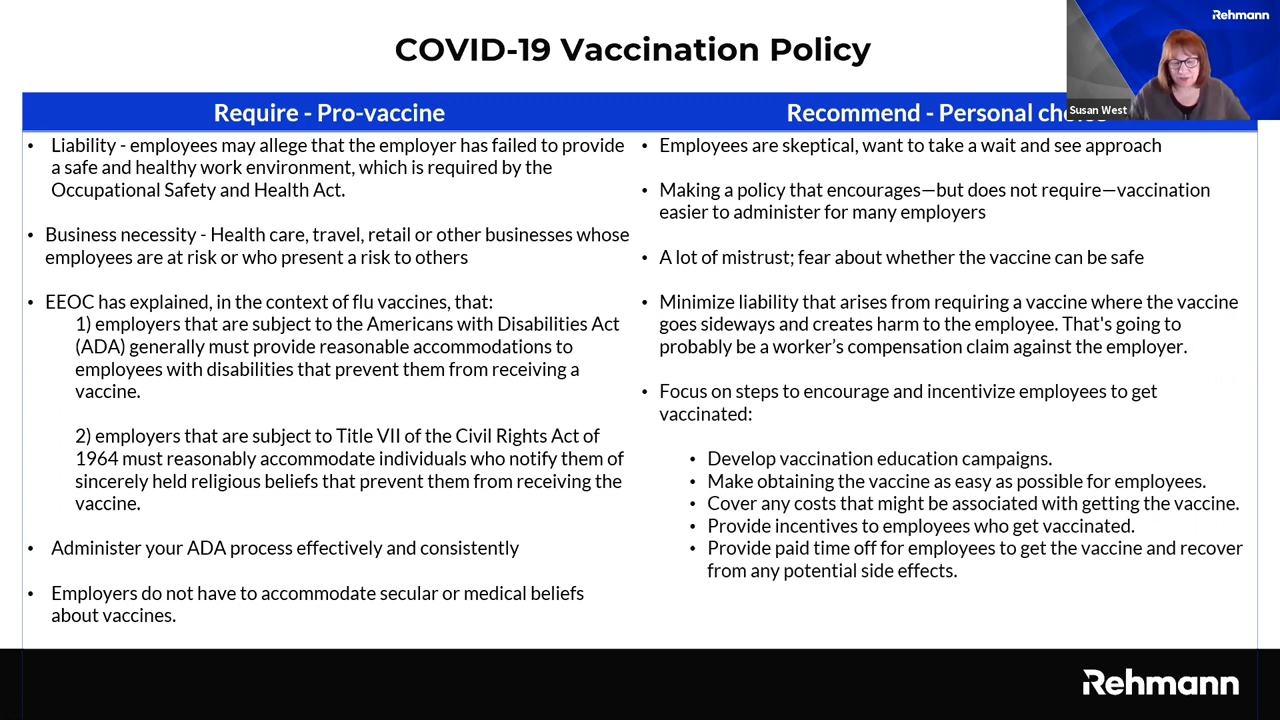 Rehmann
COVID-19 Vaccination Policy
Susan West
Require - Pro-vaccine
Recommend - Personal
• Liability - employees may allege that the employer has failed to provide
a safe and healthy work environment, which is required by the
Occupational Safety and Health Act.
• Business necessity - Health care, travel, retail or other businesses whose
employees are at risk or who present a risk to others
• EEOC has explained, in the context of flu vaccines, that:
1) employers that are subject to the Americans with Disabilities Act
(ADA) generally must provide reasonable accommodations to
employees with disabilities that prevent them from receiving a
vaccine.
2) employers that are subject to Title VII of the Civil Rights Act of
1964 must reasonably accommodate individuals who notify them of
sincerely held religious beliefs that prevent them from receiving the
vaccine.
• Administer your ADA process effectively and consistently
• Employers do not have to accommodate secular or medical beliefs
about vaccines.
• Employees are skeptical, want to take a wait and see approach
• Making a policy that encourages—but does not require—vaccination
easier to administer for many employers
• A lot of mistrust; fear about whether the vaccine can be safe
• Minimize liability that arises from requiring a vaccine where the vaccine
goes sideways and creates harm to the employee. That's going to
probably be a worker’s compensation claim against the employer.
• Focus on steps to encourage and incentivize employees to get
vaccinated:
• Develop vaccination education campaigns.
• Make obtaining the vaccine as easy as possible for employees.
• Cover any costs that might be associated with getting the vaccine.
• Provide incentives to employees who get vaccinated.
• Provide paid time off for employees to get the vaccine and recover
from any potential side effects.
Rehmann